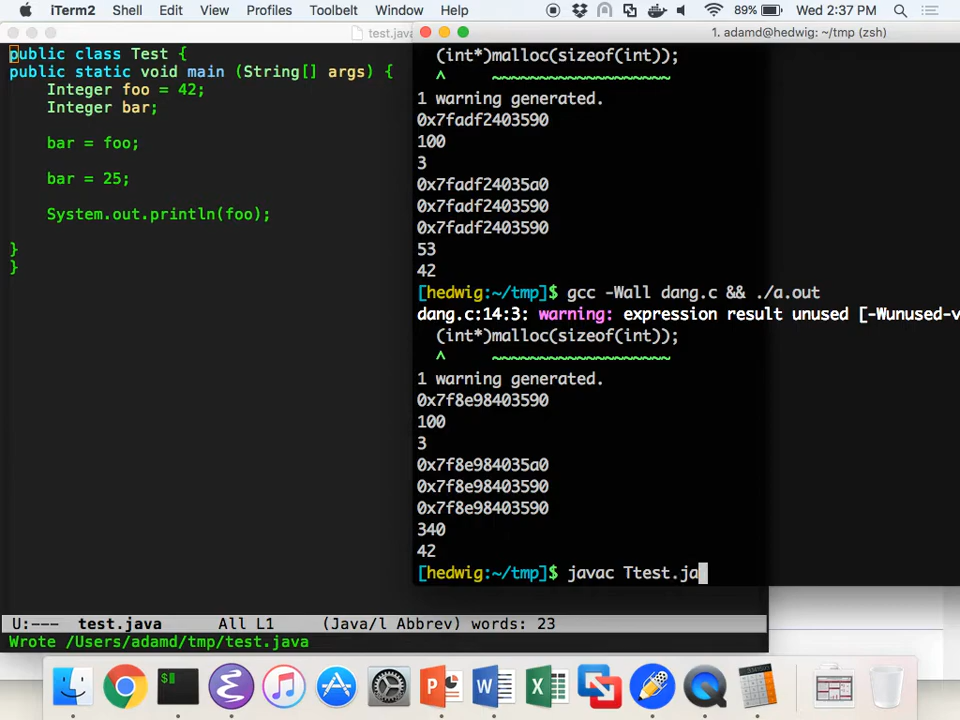 iTerm2 Shell Edit View Profiles Toolbelt Window Help 89% Wed 2:37 PM
test.java
1. adamd@hedwig: ~/tmp (zsh)
public class Test {
public static void main (String[] args) {
Integer foo = 42;
Integer bar;
bar = foo;
bar = 25;
System.out.println(foo);
}
}
U:--- test.java All L1 (Java/l Abbrev) words: 23
Wrote /Users/adamd/tmp/test.java
(int*)malloc(sizeof(int));
^ ~~~~~~~~~~~~~~~~~~~
1 warning generated.
0x7fadf2403590
100
3
0x7fadf24035a0
0x7fadf2403590
0x7fadf2403590
53
42
[hedwig:~/tmp]$ gcc -Wall dang.c && ./a.out
dang.c:14:3: warning: expression result unused [-Wunused-v
(int*)malloc(sizeof(int));
^ ~~~~~~~~~~~~~~~~~~~
1 warning generated.
0x7f8e98403590
100
3
0x7f8e984035a0
0x7f8e98403590
0x7f8e98403590
340
42
[hedwig:~/tmp]$ javac Ttest.ja